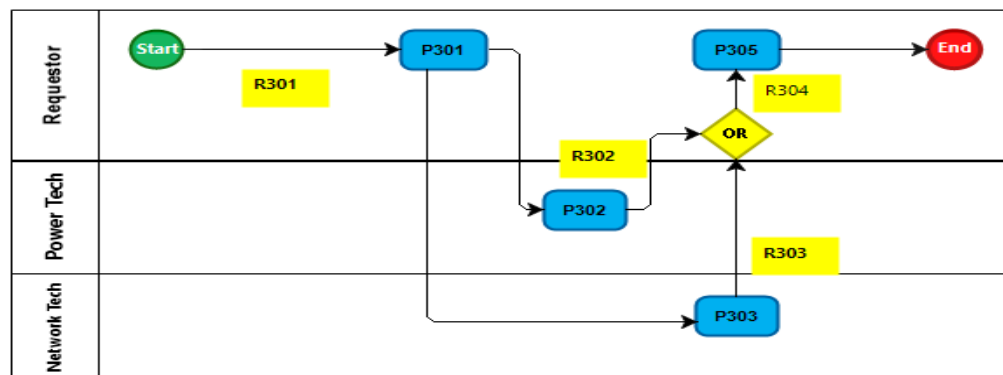 Requestor
Start
R301
P301
P305
End
R304
OR
R302
Power Tech
P302
R303
Network Tech
P303